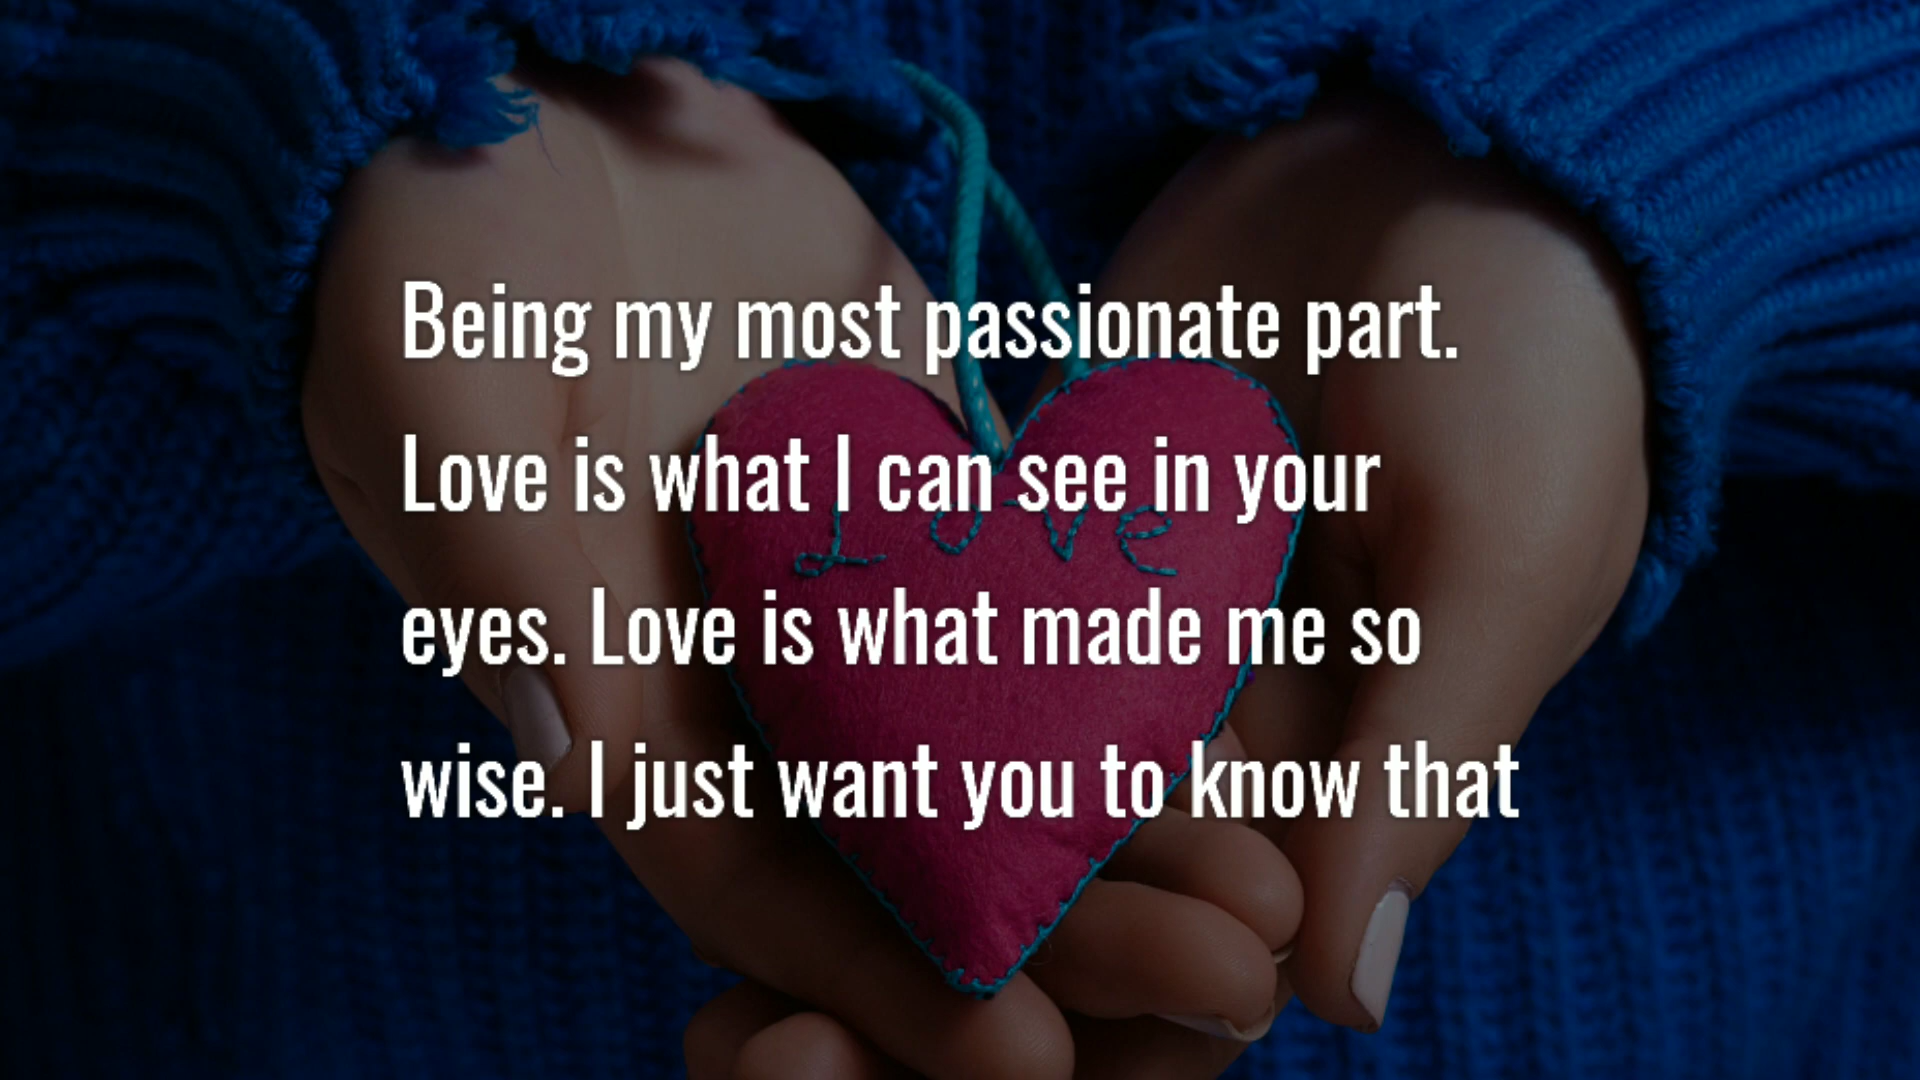 Being my most passionate part.
Love is what I can see in your
Love
eyes. Love is what made me so
wise. I just want you to know that